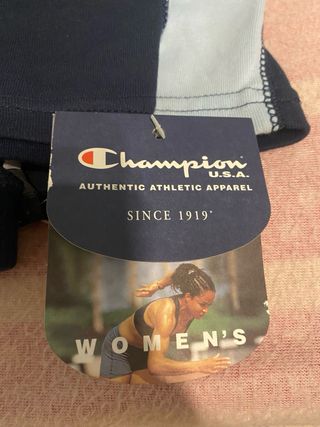 Champion
U.S.A.
AUTHENTIC ATHLETIC APPAREL
SINCE 1919
WOMEN'S